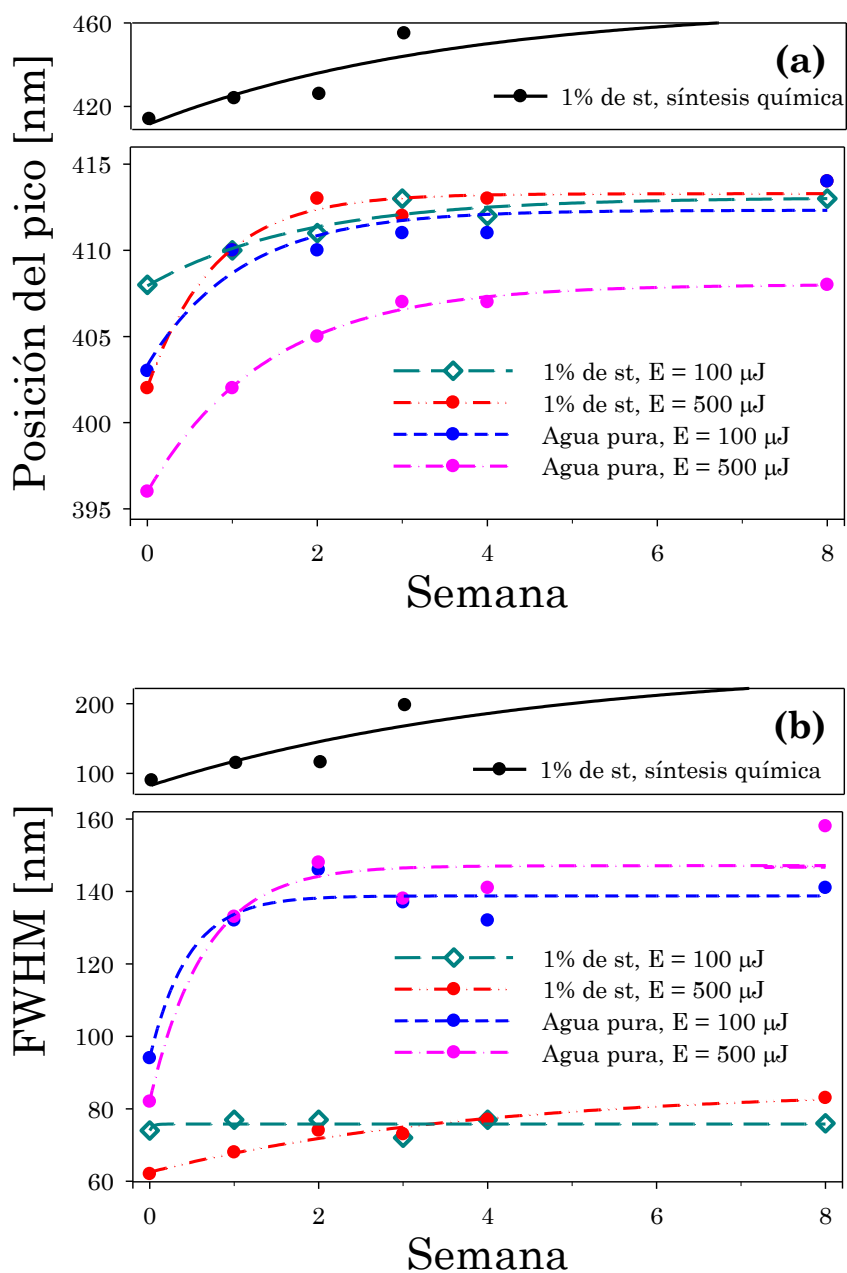 460
420
(a)
1% de st, síntesis química
Posición del pico [nm]
415
410
405
400
395
1% de st, E = 100 μJ
1% de st, E = 500 μJ
Agua pura, E = 100 μJ
Agua pura, E = 500 μJ
0 2 4 6 8
Semana
200
100
(b)
1% de st, síntesis química
FWHM [nm]
160
140
120
100
80
60
1% de st, E = 100 μJ
1% de st, E = 500 μJ
Agua pura, E = 100 μJ
Agua pura, E = 500 μJ
0 2 4 6 8
Semana